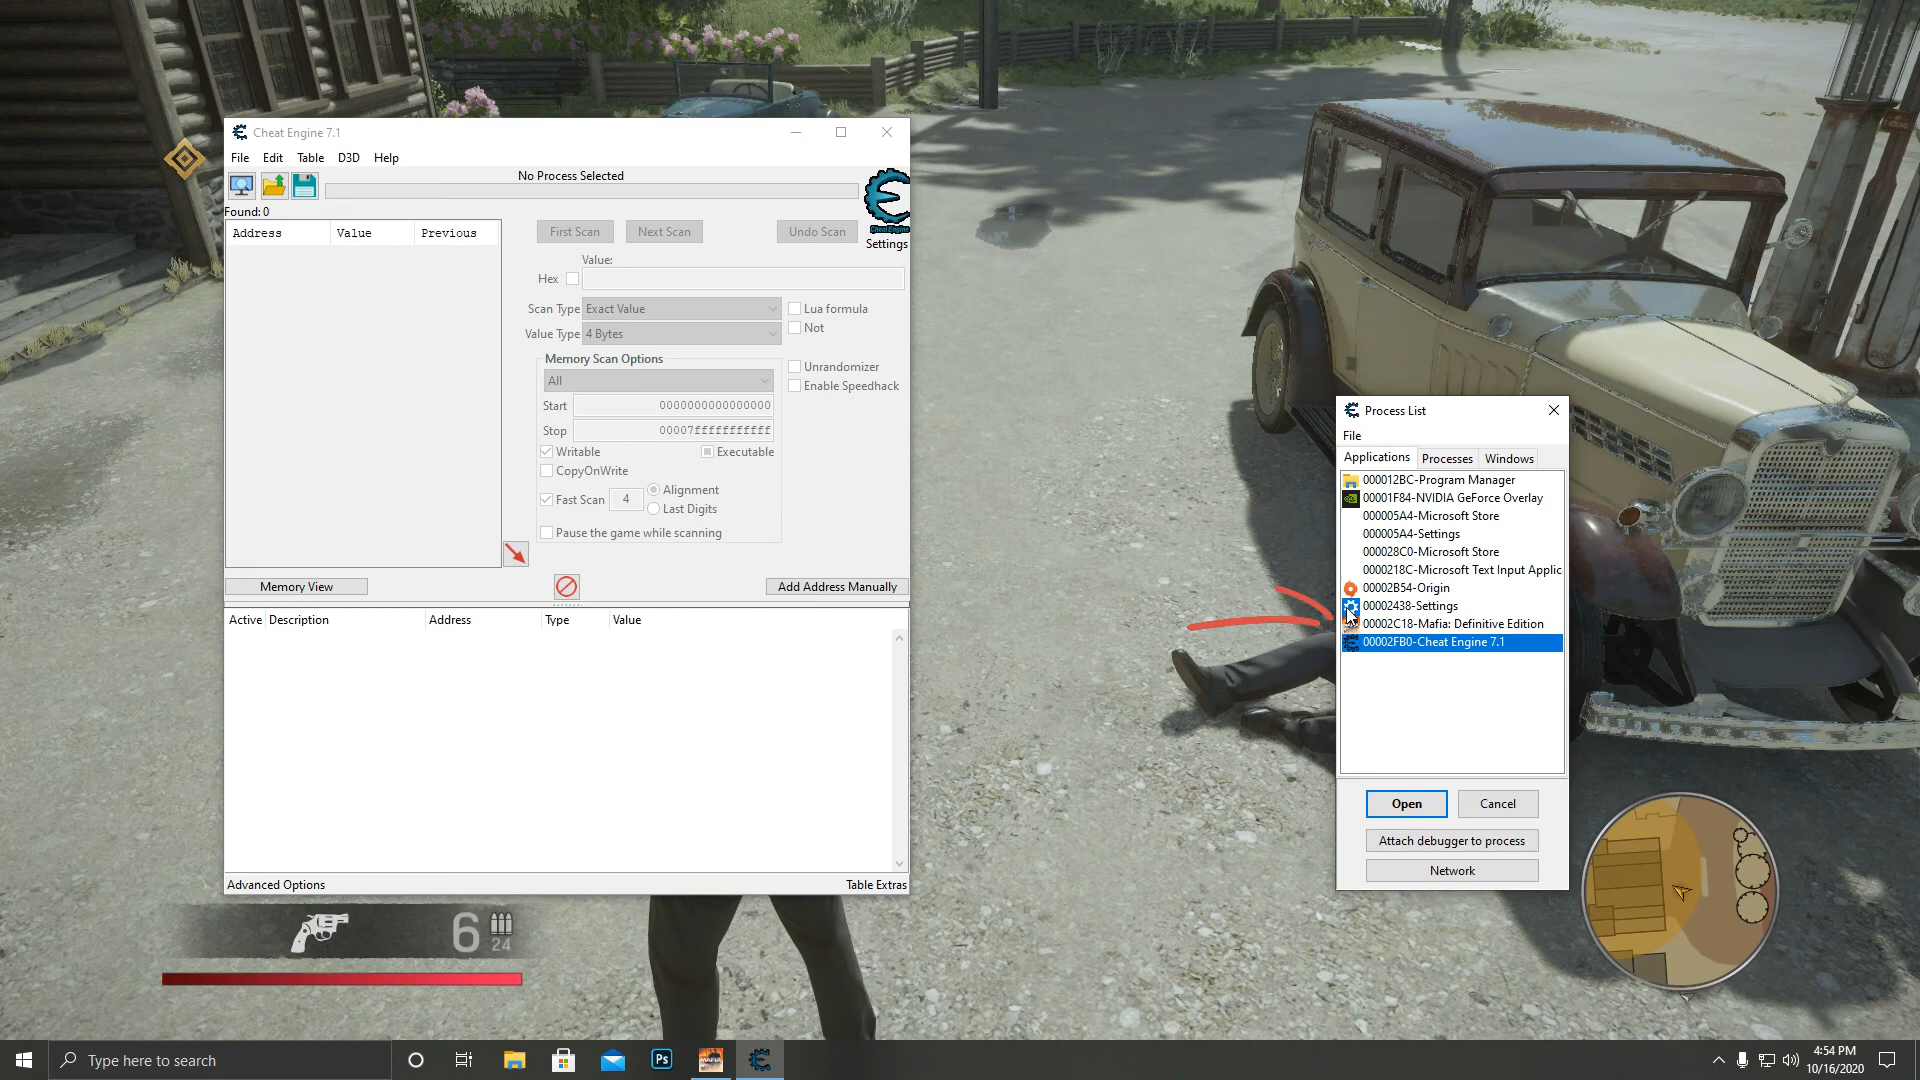 Cheat Engine 7.1
File Edit Table D3D Help
No Process Selected
Found: 0
Address Value Previous
First Scan Next Scan Undo Scan
Cheat Engine
Settings
Value:
Hex
Scan Type Exact Value Lua formula
Not
Value Type 4 Bytes
Memory Scan Options
All
Unrandomizer
Enable Speedhack
Start 0000000000000000
Stop 00007fffffffffff
Writable Executable
CopyOnWrite
Fast Scan 4 Alignment
Last Digits
Pause the game while scanning
Memory View Add Address Manually
Active Description Address Type Value
Advanced Options Table Extras
Process List
File
Applications Processes Windows
000012BC-Program Manager
00001F84-NVIDIA GeForce Overlay
000005A4-Microsoft Store
000005A4-Settings
000028C0-Microsoft Store
0000218C-Microsoft Text Input Applic
00002B54-Origin
00002438-Settings
00002C18-Mafia: Definitive Edition
00002FB0-Cheat Engine 7.1
Open Cancel
Attach debugger to process
Network
6
24
Type here to search
Ps
MAFIA
4:54 PM
10/16/2020